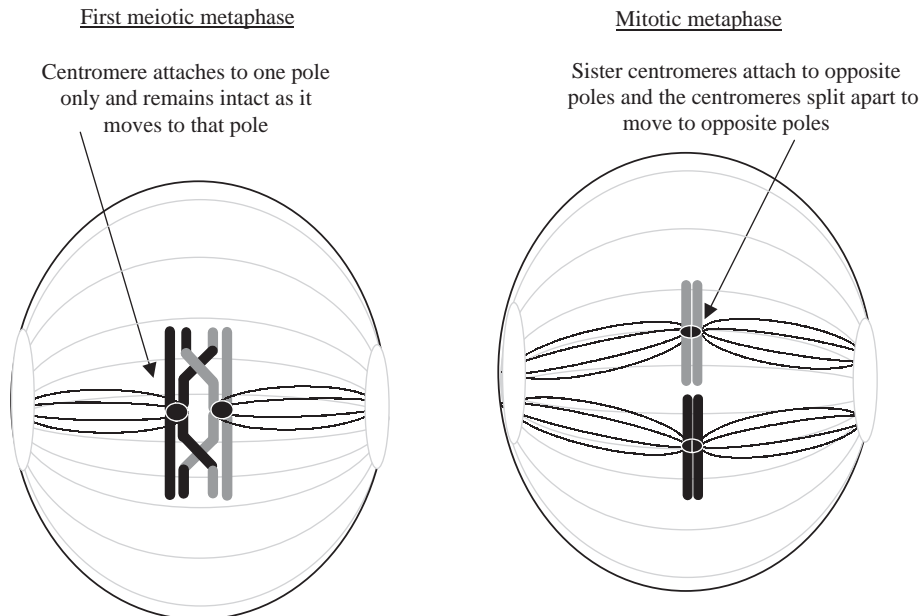 First meiotic metaphase
Centromere attaches to one pole
only and remains intact as it
moves to that pole
Mitotic metaphase
Sister centromeres attach to opposite
poles and the centromeres split apart to
move to opposite poles